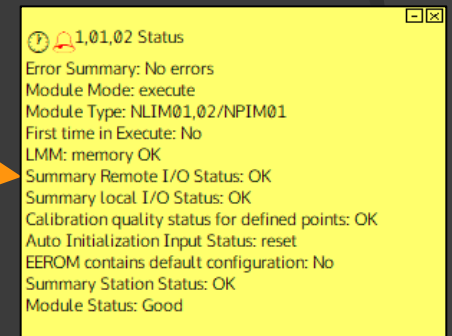 1,01,02 Status
Error Summary: No errors
Module Mode: execute
Module Type: NLIM01,02/NPIM01
First time in Execute: No
LMM: memory OK
Summary Remote I/O Status: OK
Summary local I/O Status: OK
Calibration quality status for defined points: OK
Auto Initialization Input Status: reset
EEROM contains default configuration: No
Summary Station Status: OK
Module Status: Good